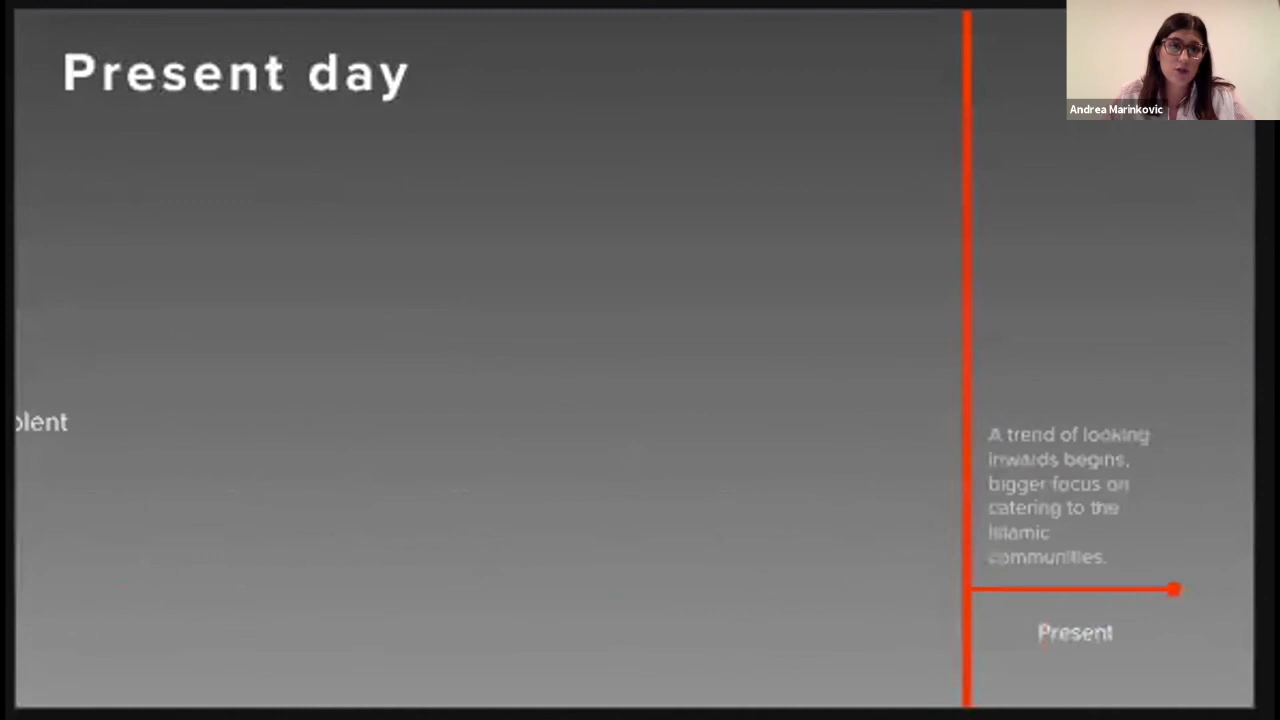 Present day
Andrea Marinkovic
olent
A trend of looking
inwards begins,
bigger focus on
catering to the
Islamic
communities.
Present